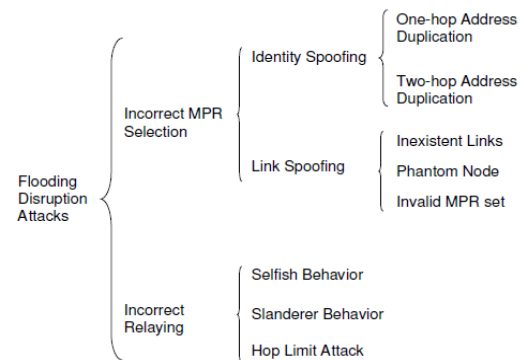 Flooding
Disruption
Attacks
Incorrect MPR
Selection
Identity Spoofing
One-hop Address
Duplication
Two-hop Address
Duplication
Link Spoofing
Inexistent Links
Phantom Node
Invalid MPR set
Incorrect
Relaying
Selfish Behavior
Slanderer Behavior
Hop Limit Attack